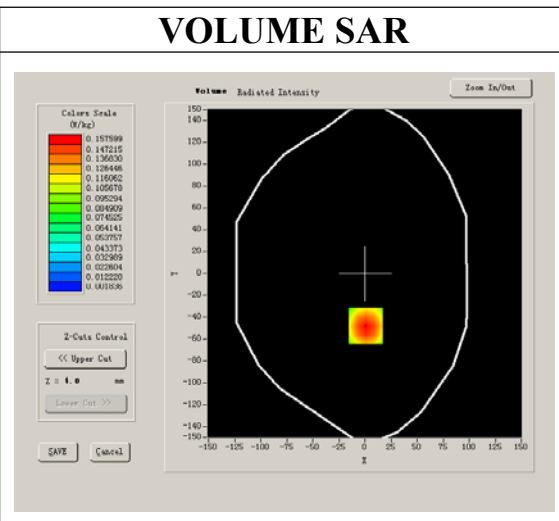 VOLUME SAR
Volume Radiated Intensity
Zoom In/Out
Colors Scale
(W/kg)
0.157599
0.147215
0.136830
0.126446
0.116062
0.105678
0.095294
0.084909
0.074525
0.064141
0.053757
0.043373
0.032989
0.022604
0.012220
0.001836
Z-Cuts Control
<< Upper Cut
Z = 4.0 mm
Lower Cut >>
SAVE
Cancel
150
140
120
100
80
60
40
20
0
-20
-40
-60
-80
-100
-120
-140
-150
Y
-150 -125 -100 -75 -50 -25 0 25 50 75 100 125 150
X